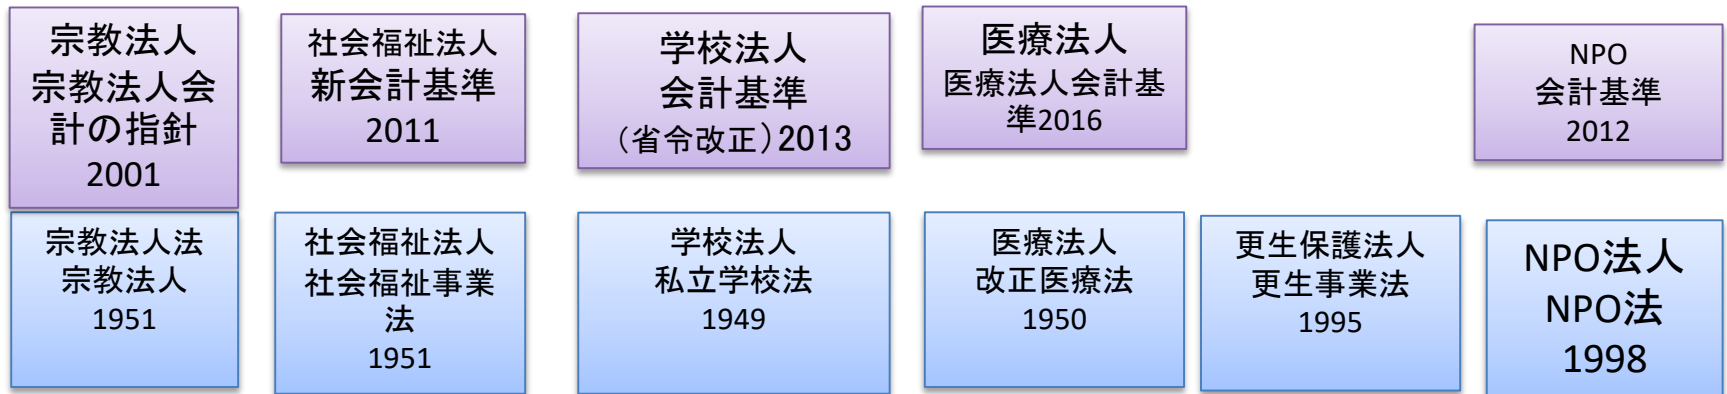 宗教法人
宗教法人会
計の指針
2001
社会福祉法人
新会計基準
2011
学校法人
会計基準
（省令改正）2013
医療法人
医療法人会計基
準2016
NPO
会計基準
2012
宗教法人法
宗教法人
1951
社会福祉法人
社会福祉事業
法
1951
学校法人
私立学校法
1949
医療法人
改正医療法
1950
更生保護法人
更生事業法
1995
NPO法人
NPO法
1998